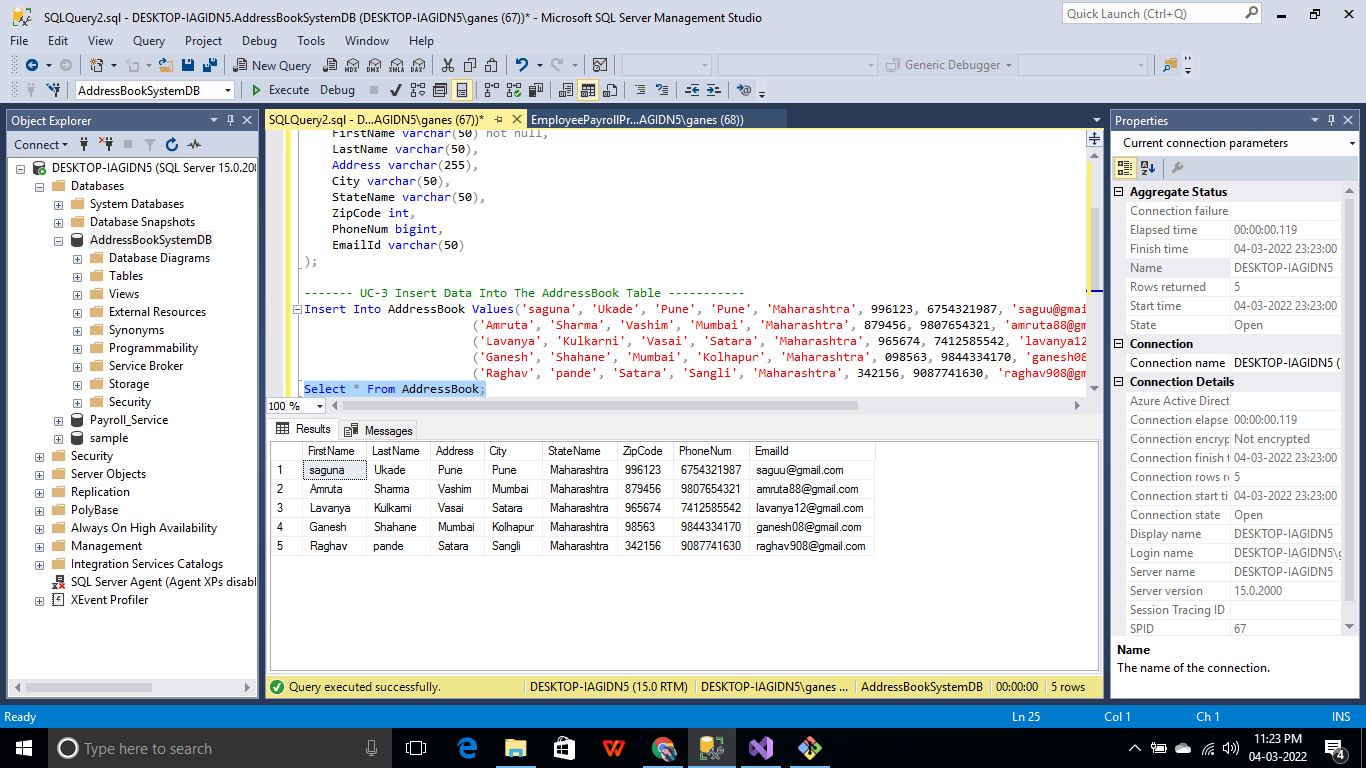 SQLQuery2.sql - DESKTOP-IAGIDN5.AddressBookSystemDB (DESKTOP-IAGIDN5\ganes (67))* - Microsoft SQL Server Management Studio
Quick Launch (Ctrl+Q)
File Edit View Query Project Debug Tools Window Help
New Query MDX DMX XMLA DAX Generic Debugger
AddressBookSystemDB Execute Debug
Object Explorer
Connect
DESKTOP-IAGIDN5 (SQL Server 15.0.200
Databases
System Databases
Database Snapshots
AddressBookSystemDB
Database Diagrams
Tables
Views
External Resources
Synonyms
Programmability
Service Broker
Storage
Security
Payroll_Service
sample
Security
Server Objects
Replication
PolyBase
Always On High Availability
Management
Integration Services Catalogs
SQL Server Agent (Agent XPs disabl
XEvent Profiler
SQLQuery2.sql - D...AGIDN5\ganes (67))* EmployeePayrollPr...AGIDN5\ganes (68))
FirstName varchar(50) not null,
LastName varchar(50),
Address varchar(255),
City varchar(50),
StateName varchar(50),
ZipCode int,
PhoneNum bigint,
EmailId varchar(50)
);
------- UC-3 Insert Data Into The AddressBook Table -----------
Insert Into AddressBook Values('saguna', 'Ukade', 'Pune', 'Pune', 'Maharashtra', 996123, 6754321987, 'saguu@gmai
('Amruta', 'Sharma', 'Vashim', 'Mumbai', 'Maharashtra', 879456, 9807654321, 'amruta88@gm
('Lavanya', 'Kulkarni', 'Vasai', 'Satara', 'Maharashtra', 965674, 7412585542, 'lavanya12
('Ganesh', 'Shahane', 'Mumbai', 'Kolhapur', 'Maharashtra', 098563, 9844334170, 'ganesh08
('Raghav', 'pande', 'Satara', 'Sangli', 'Maharashtra', 342156, 9087741630, 'raghav908@gm
Select * From AddressBook;
100 %
Results Messages
FirstName LastName Address City StateName ZipCode PhoneNum EmailId
1 saguna Ukade Pune Pune Maharashtra 996123 6754321987 saguu@gmail.com
2 Amruta Sharma Vashim Mumbai Maharashtra 879456 9807654321 amruta88@gmail.com
3 Lavanya Kulkarni Vasai Satara Maharashtra 965674 7412585542 lavanya12@gmail.com
4 Ganesh Shahane Mumbai Kolhapur Maharashtra 98563 9844334170 ganesh08@gmail.com
5 Raghav pande Satara Sangli Maharashtra 342156 9087741630 raghav908@gmail.com
Query executed successfully. DESKTOP-IAGIDN5 (15.0 RTM) DESKTOP-IAGIDN5\ganes ... AddressBookSystemDB 00:00:00 5 rows
Properties
Current connection parameters
Aggregate Status
Connection failure
Elapsed time 00:00:00.119
Finish time 04-03-2022 23:23:00
Name DESKTOP-IAGIDN5
Rows returned 5
Start time 04-03-2022 23:23:00
State Open
Connection
Connection name DESKTOP-IAGIDN5 (
Connection Details
Azure Active Direct
Connection elapse 00:00:00.119
Connection encryp Not encrypted
Connection finish t 04-03-2022 23:23:00
Connection rows re 5
Connection start ti 04-03-2022 23:23:00
Connection state Open
Display name DESKTOP-IAGIDN5
Login name DESKTOP-IAGIDN5\g
Server name DESKTOP-IAGIDN5
Server version 15.0.2000
Session Tracing ID
SPID 67
Name
The name of the connection.
Ready Ln 25 Col 1 Ch 1 INS
Type here to search
11:23 PM
04-03-2022
4